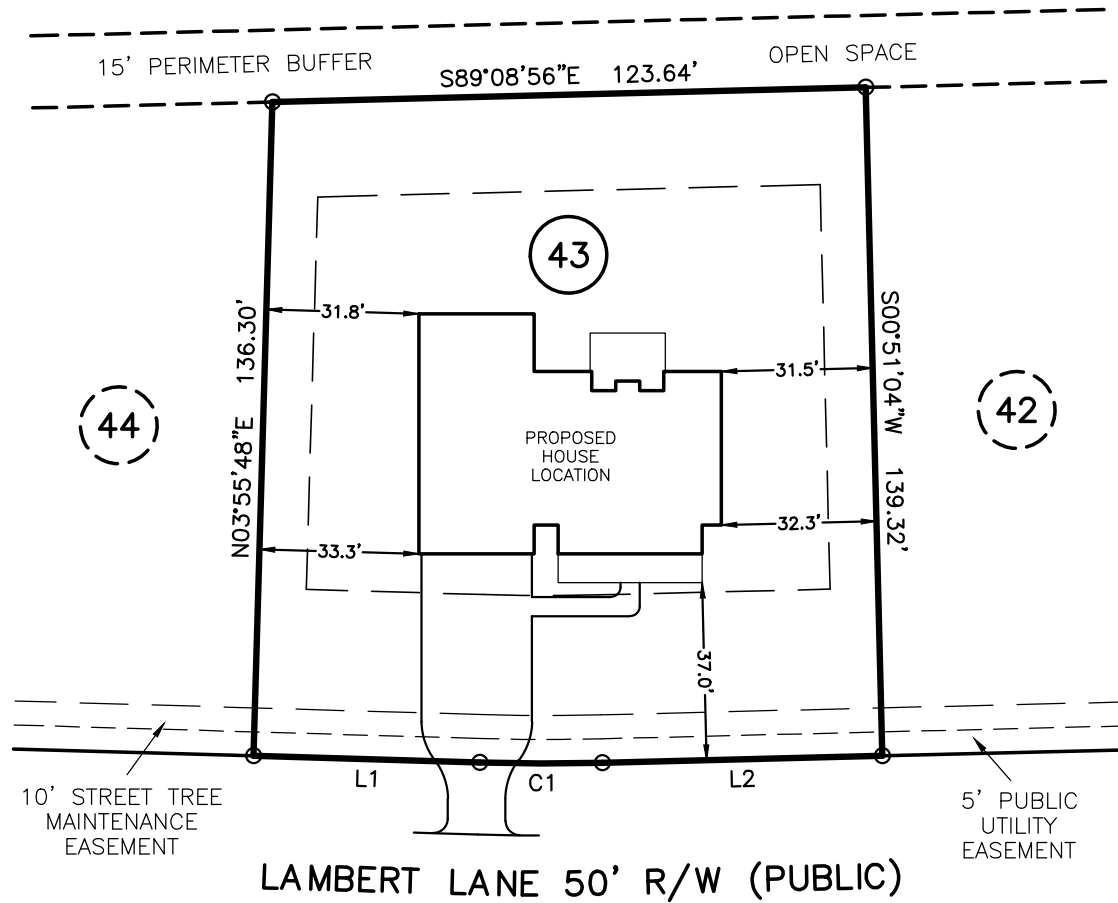 15' PERIMETER BUFFER
OPEN SPACE
S89°08'56"E 123.64'
43
31.8'
N03°55'48"E 136.30'
S00°51'04"W 139.32'
31.5'
44
42
PROPOSED
HOUSE
LOCATION
33.3'
32.3'
37.0'
L1
C1
L2
10' STREET TREE
MAINTENANCE
EASEMENT
5' PUBLIC
UTILITY
EASEMENT
LAMBERT LANE 50' R/W (PUBLIC)